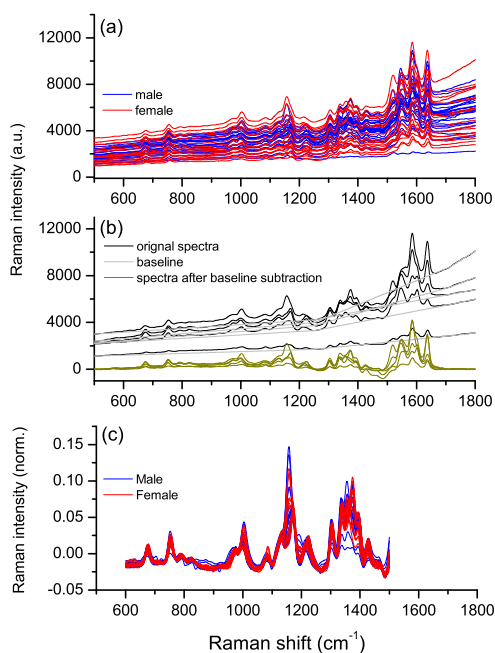 (a)
12000
8000
4000
0
male
female
600 800 1000 1200 1400 1600 1800
Raman intensity (a.u.)
(b)
12000
8000
4000
0
orignal spectra
baseline
spectra after baseline subtraction
600 800 1000 1200 1400 1600 1800
(c)
0.15
0.10
0.05
0.00
-0.05
Male
Female
Raman intensity (norm.)
600 800 1000 1200 1400 1600 1800
Raman shift (cm⁻¹)